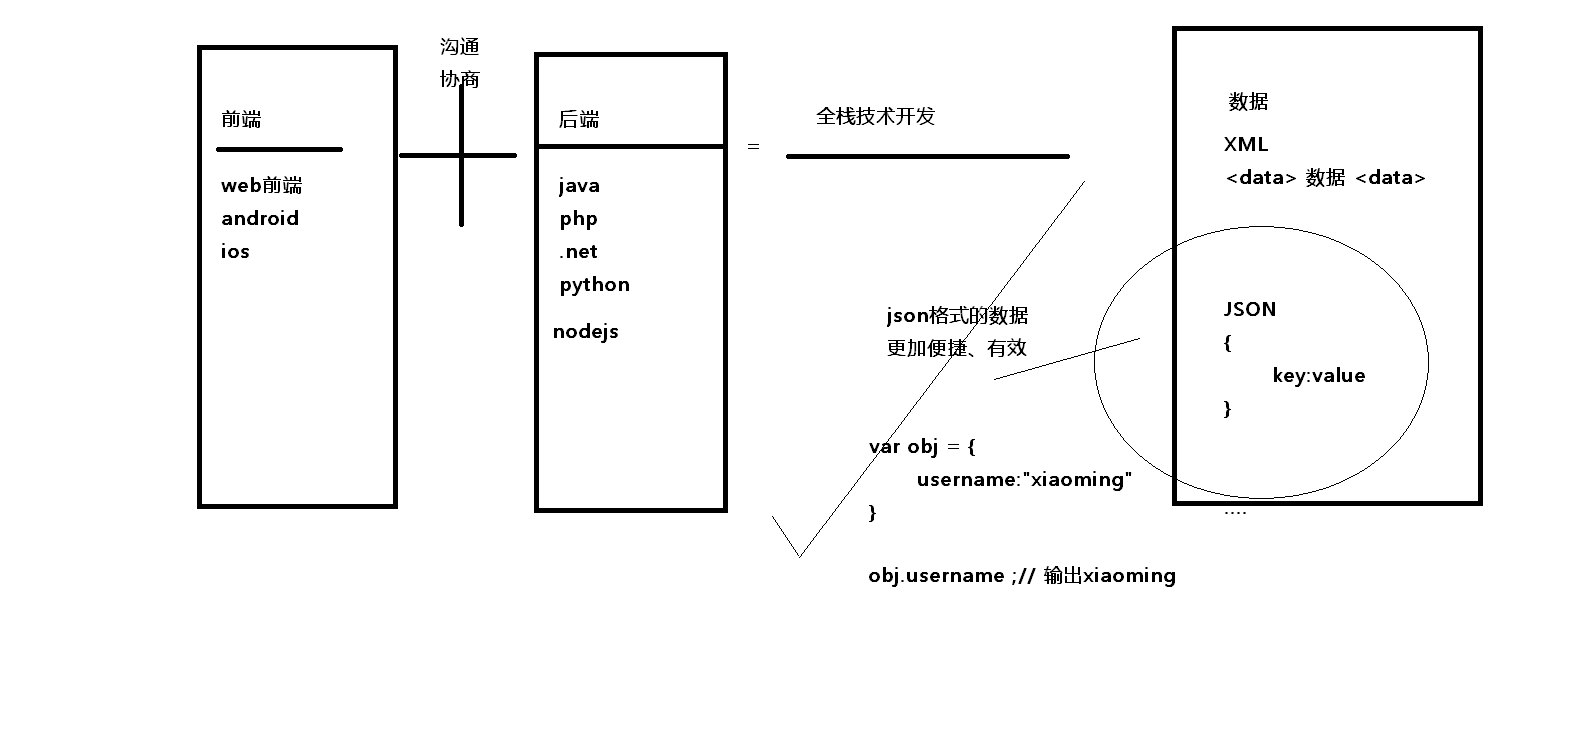 前端
web前端
android
ios
沟通
协商
后端
java
php
.net
python
nodejs
=
全栈技术开发
json格式的数据
更加便捷、有效
var obj = {
username:"xiaoming"
}
obj.username ;// 输出xiaoming
数据
XML
<data> 数据 <data>
JSON
{
key:value
}
....